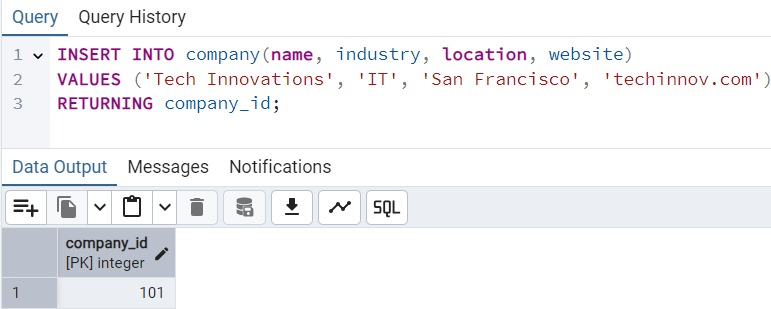 Query Query History
1 INSERT INTO company(name, industry, location, website)
2 VALUES ('Tech Innovations', 'IT', 'San Francisco', 'techinnov.com')
3 RETURNING company_id;
Data Output Messages Notifications
SQL
company_id
[PK] integer
1 101